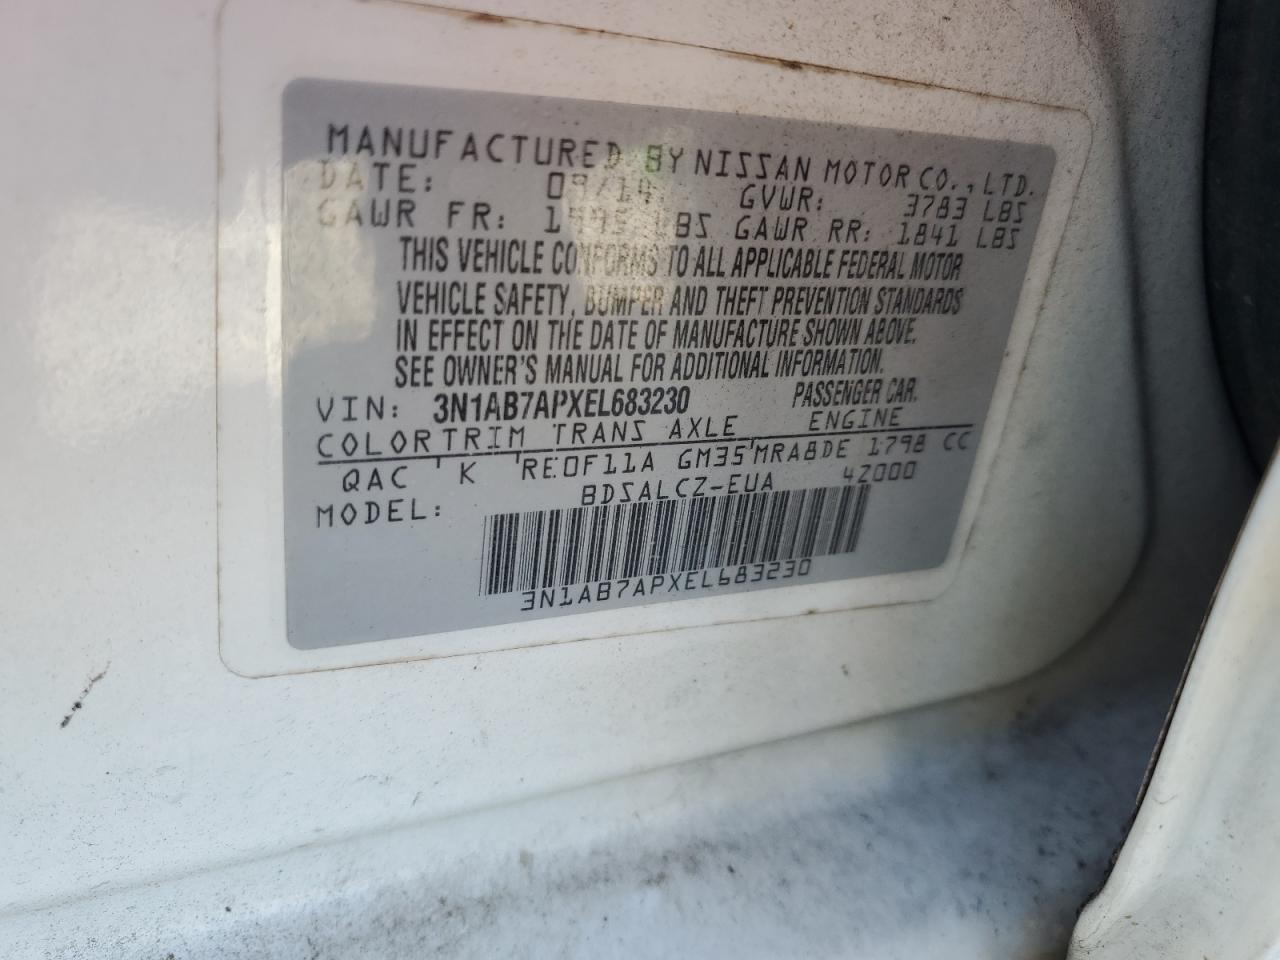 MANUFACTURED BY NISSAN MOTOR CO., LTD.
DATE: 09/14 GVWR: 3783 LBS
GAWR FR: LBS GAWR RR: 1841 LBS
THIS VEHICLE CONFORMS TO ALL APPLICABLE FEDERAL MOTOR
VEHICLE SAFETY, BUMPER AND THEFT PREVENTION STANDARDS
IN EFFECT ON THE DATE OF MANUFACTURE SHOWN ABOVE.
SEE OWNER'S MANUAL FOR ADDITIONAL INFORMATION.
VIN: 3N1AB7APXEL683230 PASSENGER CAR.
COLOR TRIM TRANS AXLE ENGINE
QAC K RE0F11A GM35 MRA8DE 1798 CC
MODEL: BDSALCZ-EUA 42000
3N1AB7APXEL683230